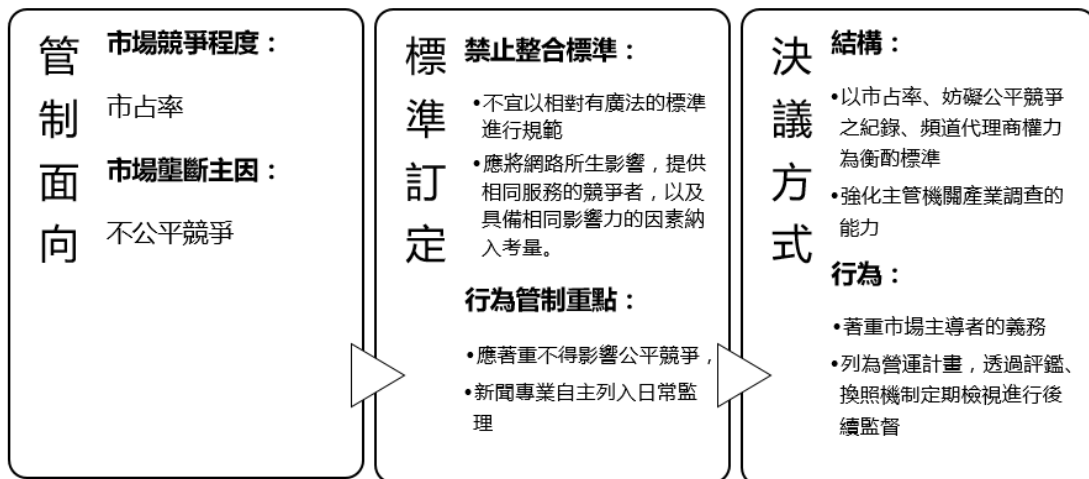 管制面向
市場競爭程度：
市占率
市場壟斷主因：
不公平競爭
標準訂定
禁止整合標準：
•不宜以相對有廣法的標準
進行規範
•應將網路所生影響，提供
相同服務的競爭者，以及
具備相同影響力的因素納
入考量。
行為管制重點：
•應著重不得影響公平競爭，
•新聞專業自主列入日常監
理
決議方式
結構：
•以市占率、妨礙公平競爭
之紀錄、頻道代理商權力
為衡酌標準
•強化主管機關產業調查的
能力
行為：
•著重市場主導者的義務
•列為營運計畫，透過評鑑、
換照機制定期檢視進行後
續監督